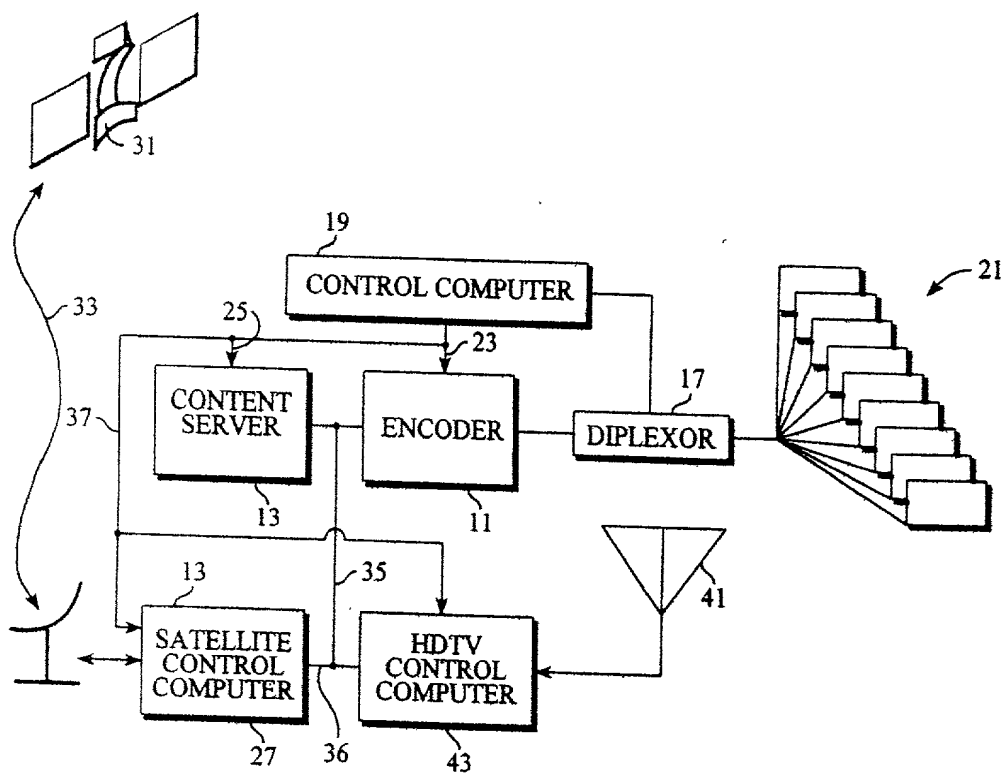 31
19
CONTROL COMPUTER
21
33
25
23
17
CONTENT
SERVER
ENCODER
DIPLEXOR
37
13
11
35
41
13
SATELLITE
CONTROL
COMPUTER
HDTV
CONTROL
COMPUTER
36
27
43